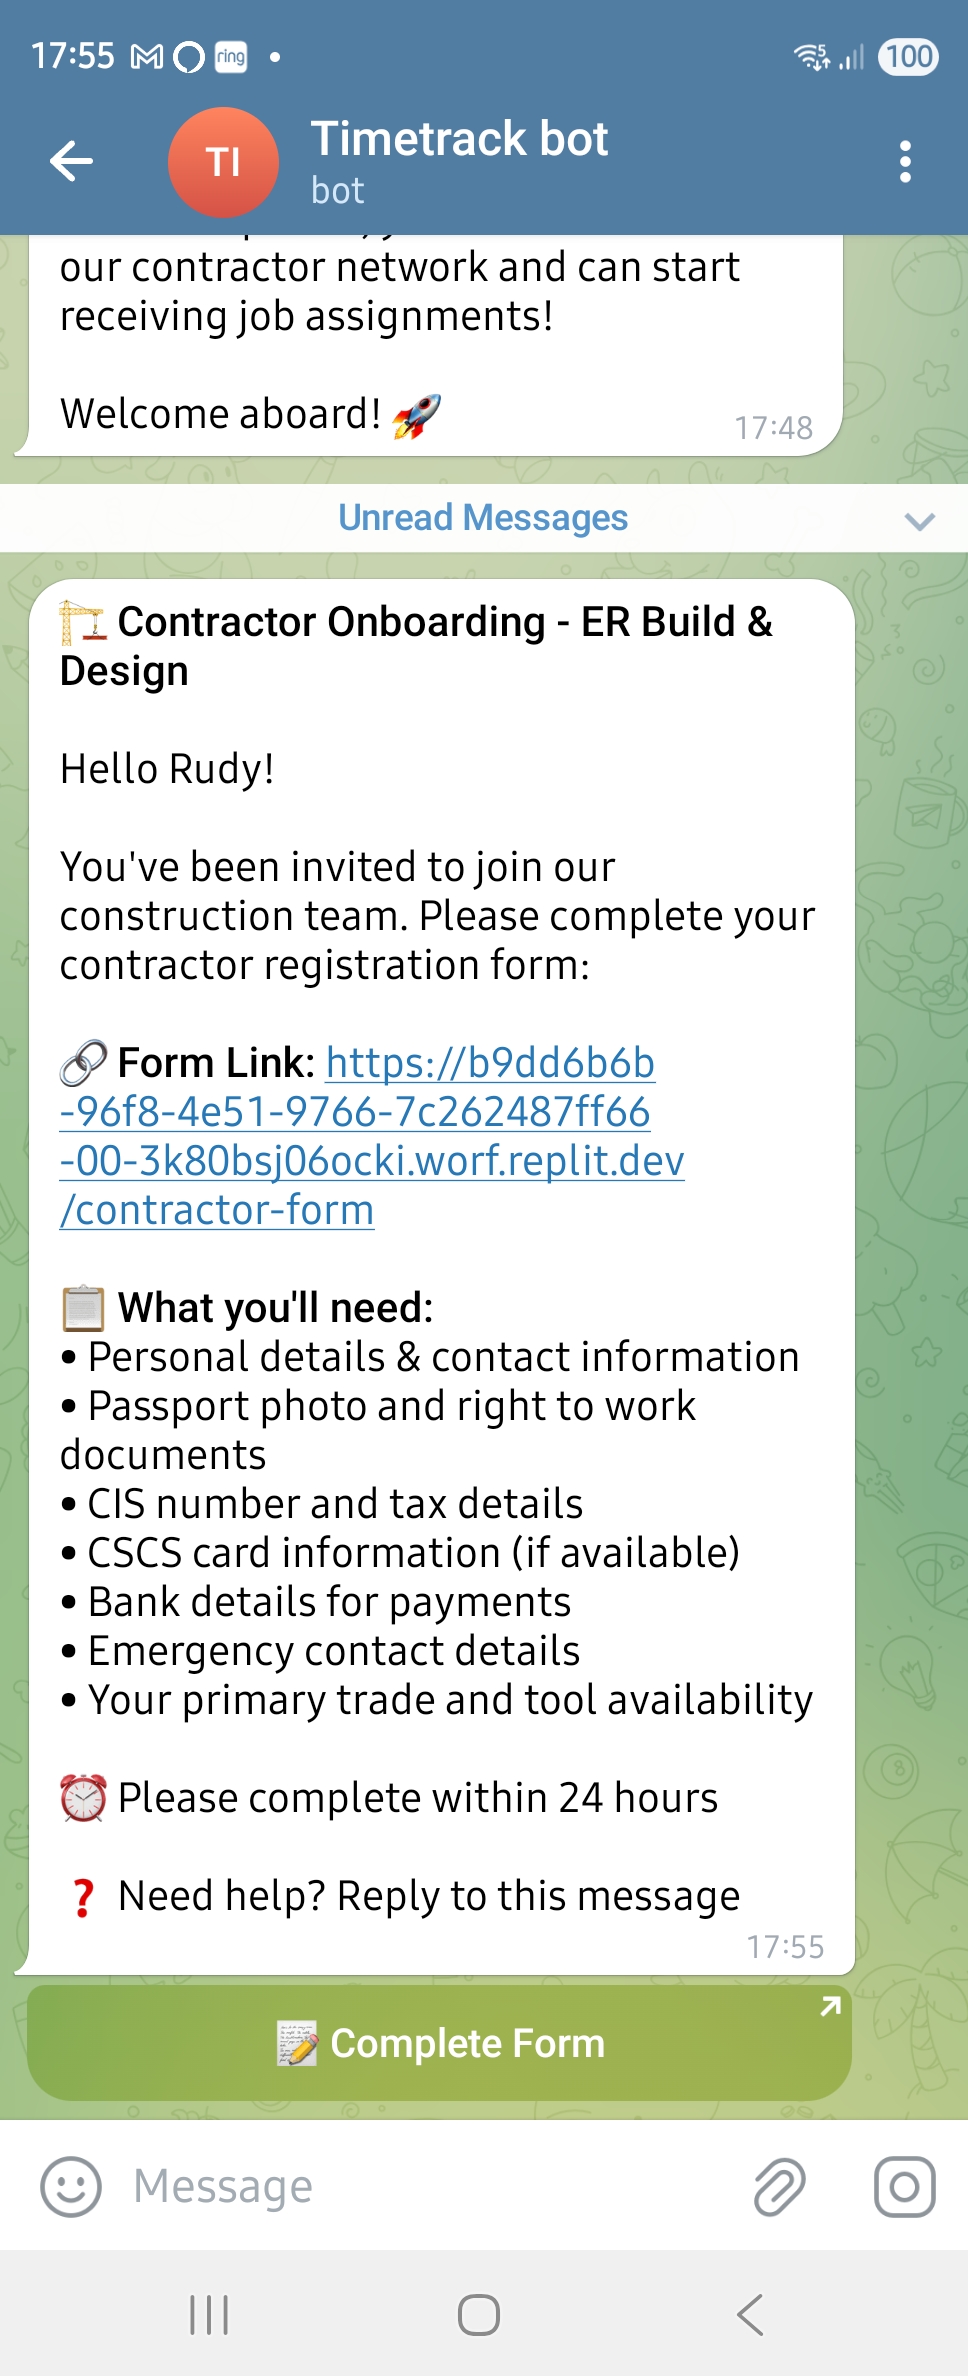 17:55 ring 100
TI
Timetrack bot
bot
our contractor network and can start
receiving job assignments!
Welcome aboard! 🚀
17:48
Unread Messages
🏗️ Contractor Onboarding - ER Build &
Design
Hello Rudy!
You've been invited to join our
construction team. Please complete your
contractor registration form:
🔗 Form Link: https://b9dd6b6b
-96f8-4e51-9766-7c262487ff66
-00-3k80bsj06ocki.worf.replit.dev
/contractor-form
📋 What you'll need:
• Personal details & contact information
• Passport photo and right to work
documents
• CIS number and tax details
• CSCS card information (if available)
• Bank details for payments
• Emergency contact details
• Your primary trade and tool availability
⏰ Please complete within 24 hours
❓ Need help? Reply to this message
17:55
📝 Complete Form
Message